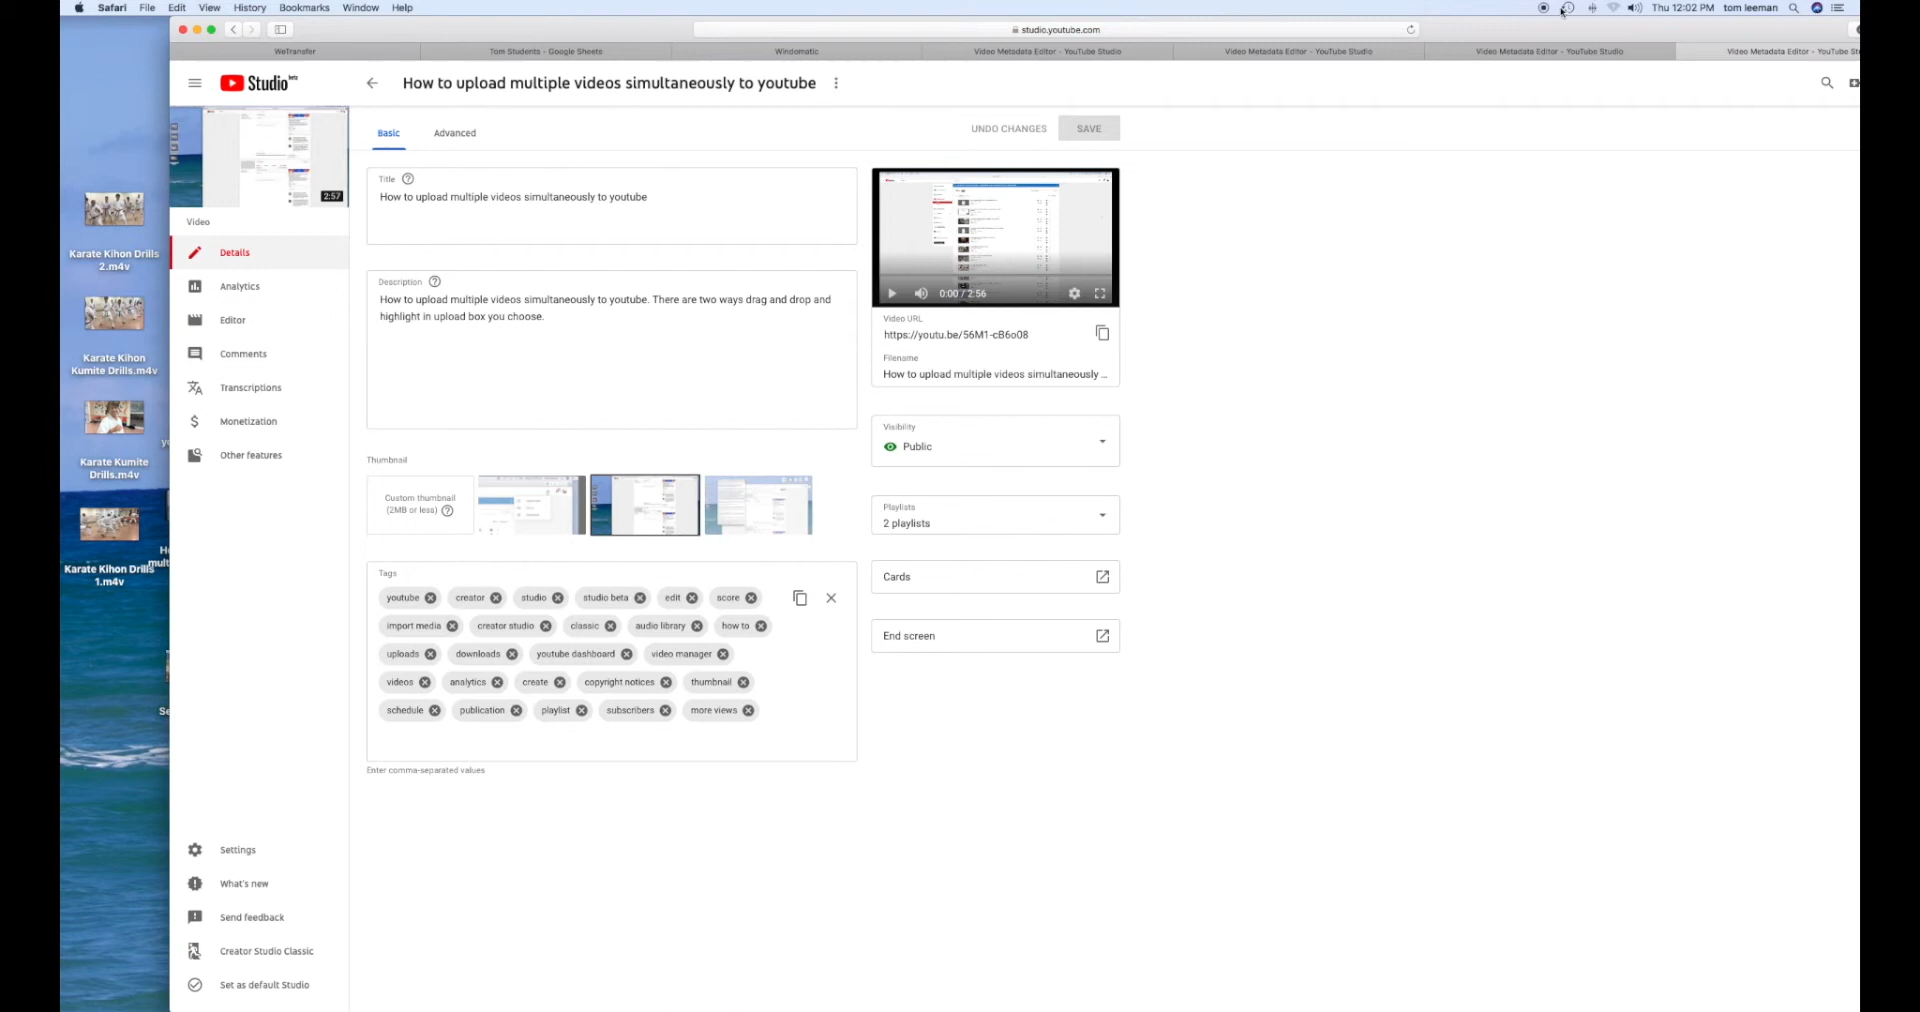 Safari File Edit View History Bookmarks Window Help
Thu 12:02 PM tom leeman
studio.youtube.com
WeTransfer
Tom Students - Google Sheets
Windomatic
Video Metadata Editor - YouTube Studio
Video Metadata Editor - YouTube Studio
Video Metadata Editor - YouTube Studio
Video Metadata Editor - YouTube St
Studio beta
How to upload multiple videos simultaneously to youtube
Basic
Advanced
UNDO CHANGES
SAVE
2:57
Video
Details
Analytics
Editor
Comments
Transcriptions
Monetization
Other features
Settings
What's new
Send feedback
Creator Studio Classic
Set as default Studio
Karate Kihon Drills
2.m4v
Karate Kihon
Kumite Drills.m4v
Karate Kumite
Drills.m4v
Karate Kihon Drills
1.m4v
Title
How to upload multiple videos simultaneously to youtube
Description
How to upload multiple videos simultaneously to youtube. There are two ways drag and drop and
highlight in upload box you choose.
Thumbnail
Custom thumbnail
(2MB or less)
Tags
youtube creator studio studio beta edit score
import media creator studio classic audio library how to
uploads downloads youtube dashboard video manager
videos analytics create copyright notices thumbnail
schedule publication playlist subscribers more views
Enter comma-separated values
0:00 / 2:56
Video URL
https://youtu.be/56M1-cB6o08
Filename
How to upload multiple videos simultaneously ...
Visibility
Public
Playlists
2 playlists
Cards
End screen